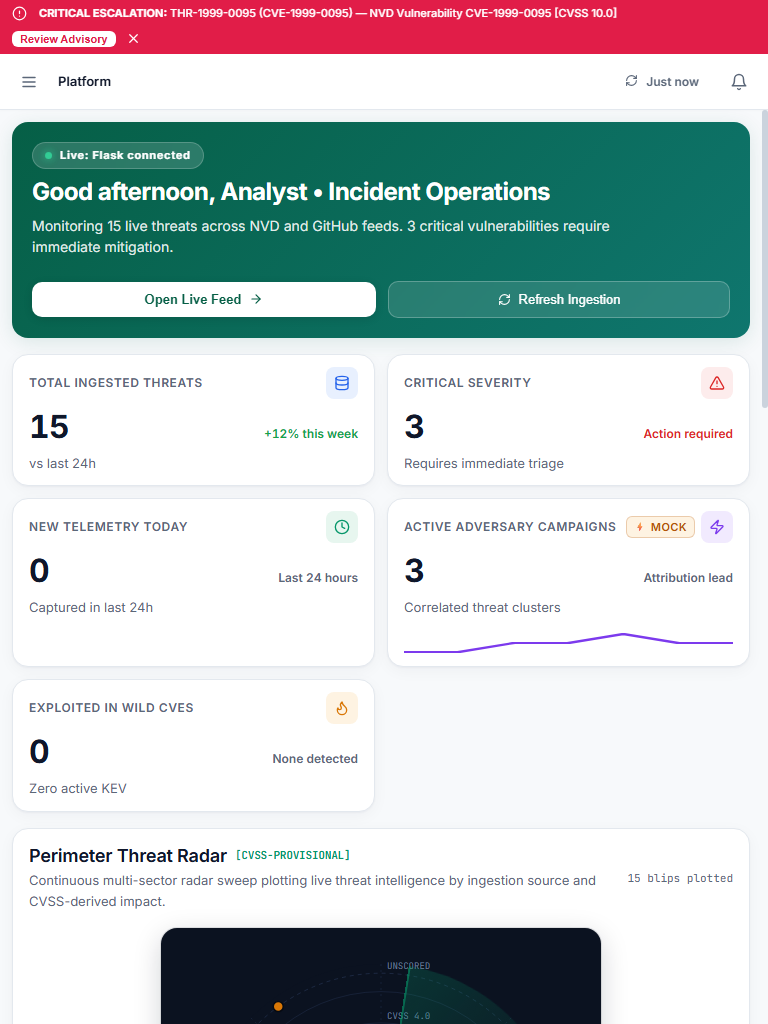 CRITICAL ESCALATION: THR-1999-0095 (CVE-1999-0095) — NVD Vulnerability CVE-1999-0095 [CVSS 10.0]
Review Advisory
Platform
Just now
Live: Flask connected
Good afternoon, Analyst • Incident Operations
Monitoring 15 live threats across NVD and GitHub feeds. 3 critical vulnerabilities require
immediate mitigation.
Open Live Feed
Refresh Ingestion
TOTAL INGESTED THREATS
15
+12% this week
vs last 24h
CRITICAL SEVERITY
3
Action required
Requires immediate triage
NEW TELEMETRY TODAY
0
Last 24 hours
Captured in last 24h
ACTIVE ADVERSARY CAMPAIGNS
MOCK
3
Attribution lead
Correlated threat clusters
EXPLOITED IN WILD CVES
0
None detected
Zero active KEV
Perimeter Threat Radar [CVSS-PROVISIONAL]
Continuous multi-sector radar sweep plotting live threat intelligence by ingestion source and
CVSS-derived impact.
15 blips plotted
UNSCORED
CVSS 4.0